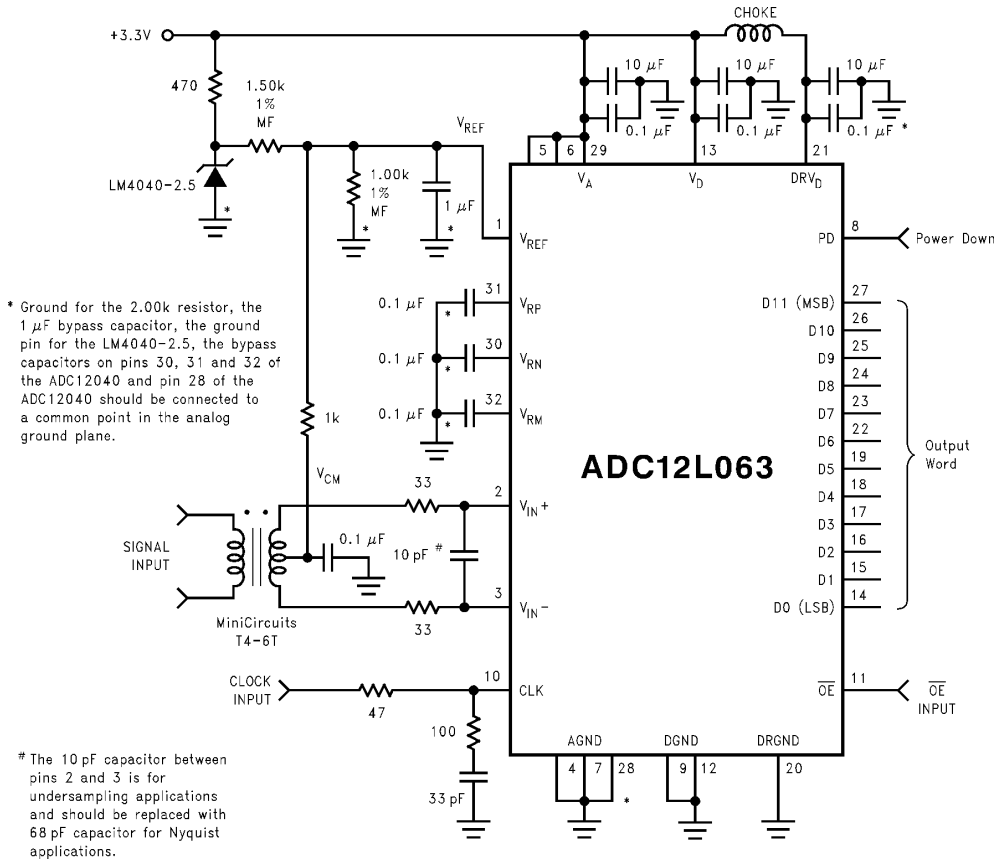 CHOKE
+3.3V
470
1.50k
1%
MF
10 µF
10 µF
10 µF
0.1 µF
0.1 µF
0.1 µF *
VREF
5 6 29
13
21
VA
VD
DRVD
LM4040-2.5
*
1.00k
1%
MF
*
1 µF
*
1
VREF
PD
8
Power Down
* Ground for the 2.00k resistor, the
1 µF bypass capacitor, the ground
pin for the LM4040-2.5, the bypass
capacitors on pins 30, 31 and 32 of
the ADC12040 and pin 28 of the
ADC12040 should be connected to
a common point in the analog
ground plane.
0.1 µF
*
31
VRP
0.1 µF
*
30
VRN
0.1 µF
*
32
VRM
D11 (MSB) 27
D10 26
D9 25
D8 24
D7 23
D6 22
D5 19
D4 18
D3 17
D2 16
D1 15
D0 (LSB) 14
Output
Word
ADC12L063
1k
VCM
33
2
VIN+
SIGNAL
INPUT
0.1 µF
10 pF #
3
VIN-
33
MiniCircuits
T4-6T
CLOCK
INPUT
47
10
CLK
OE
11
OE
INPUT
100
33 pF
AGND
DGND
DRGND
4 7 28
*
9 12
20
# The 10 pF capacitor between
pins 2 and 3 is for
undersampling applications
and should be replaced with
68 pF capacitor for Nyquist
applications.